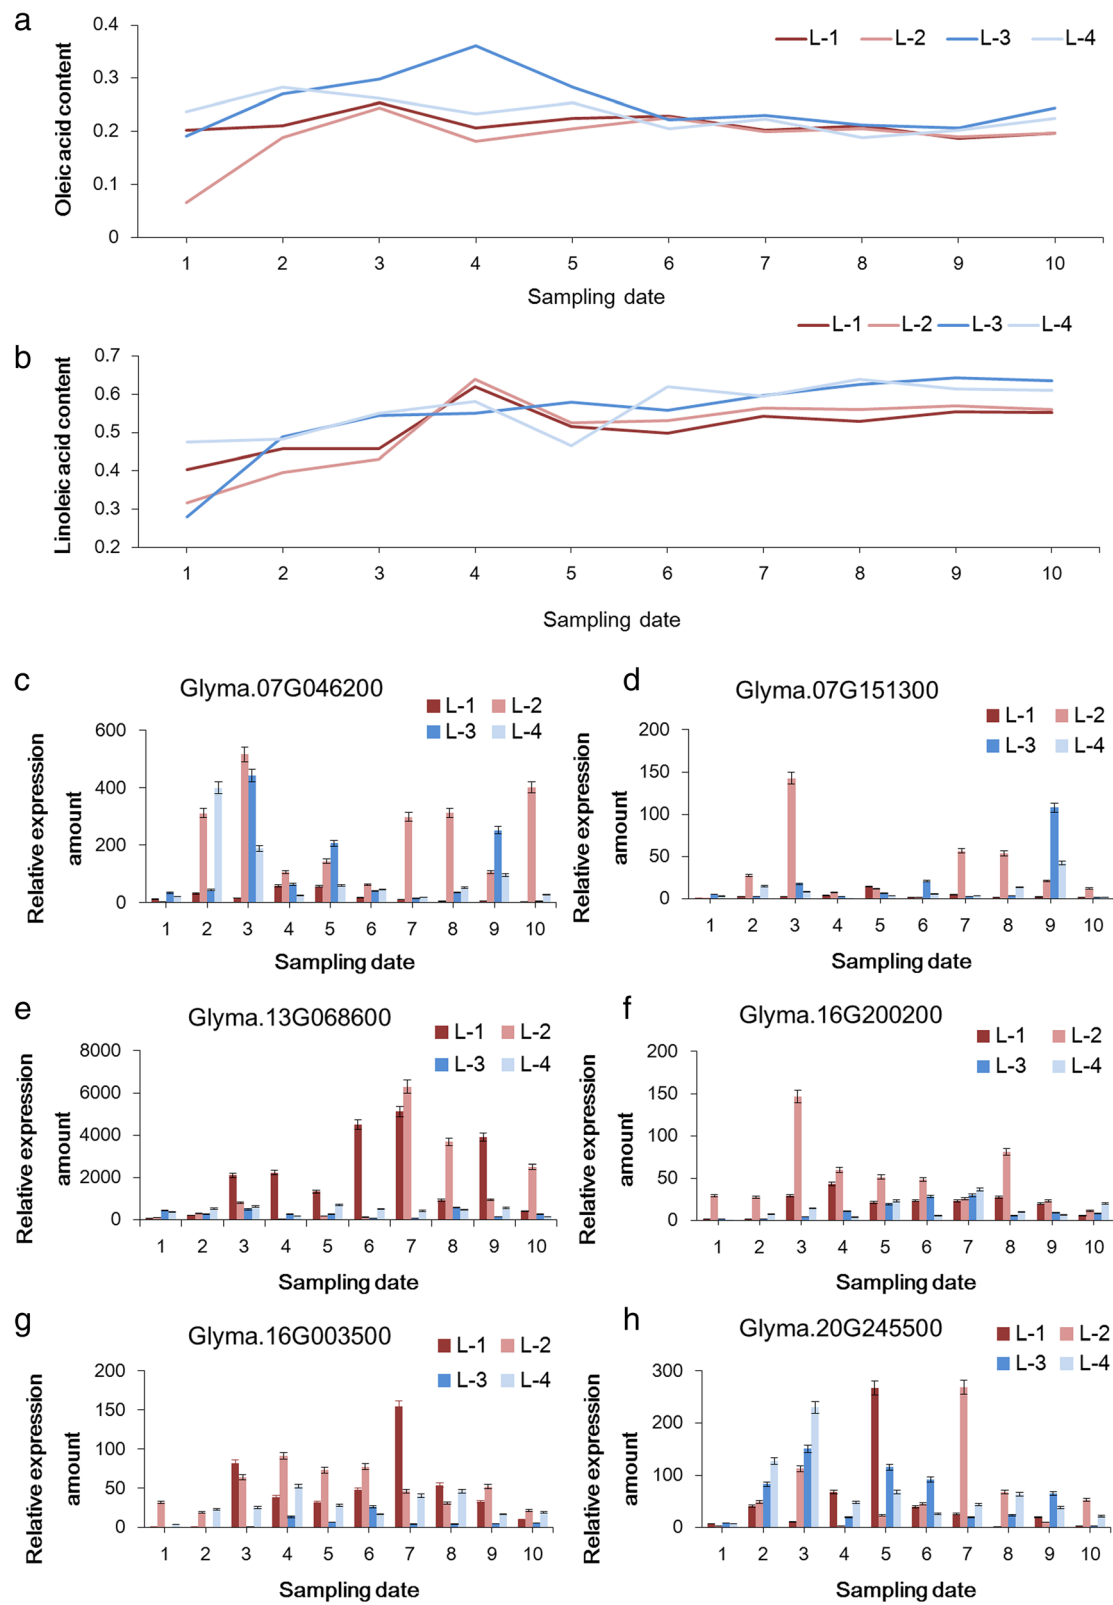 a
0.4
0.3
0.2
0.1
0
Oleic acid content
L-1 L-2 L-3 L-4
1 2 3 4 5 6 7 8 9 10
Sampling date
b
L-1 L-2 L-3 L-4
0.7
0.6
0.5
0.4
0.3
0.2
Linoleic acid content
1 2 3 4 5 6 7 8 9 10
Sampling date
c
Glyma.07G046200
L-1 L-2
L-3 L-4
600
400
200
0
Relative expression
amount
1 2 3 4 5 6 7 8 9 10
Sampling date
d
Glyma.07G151300
L-1 L-2
L-3 L-4
200
150
100
50
0
Relative expression
amount
1 2 3 4 5 6 7 8 9 10
Sampling date
e
Glyma.13G068600
L-1 L-2
L-3 L-4
8000
6000
4000
2000
0
Relative expression
amount
1 2 3 4 5 6 7 8 9 10
Sampling date
f
Glyma.16G200200
L-1 L-2
L-3 L-4
200
150
100
50
0
Relative expression
amount
1 2 3 4 5 6 7 8 9 10
Sampling date
g
Glyma.16G003500
L-1 L-2
L-3 L-4
200
150
100
50
0
Relative expression
amount
1 2 3 4 5 6 7 8 9 10
Sampling date
h
Glyma.20G245500
L-1 L-2
L-3 L-4
300
200
100
0
Relative expression
amount
1 2 3 4 5 6 7 8 9 10
Sampling date